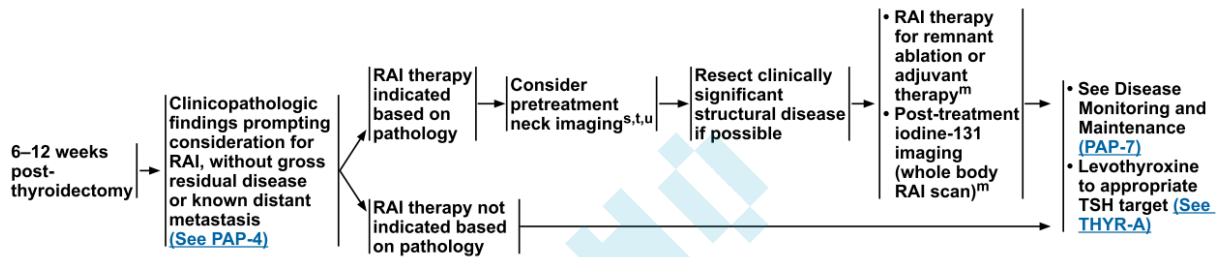 6–12 weeks
post-
thyroidectomy
Clinicopathologic
findings prompting
consideration for
RAI, without gross
residual disease
or known distant
metastasis
(See PAP-4)
RAI therapy
indicated
based on
pathology
Consider
pretreatment
neck imagings,t,u
Resect clinically
significant
structural disease
if possible
• RAI therapy
for remnant
ablation or
adjuvant
therapym
• Post-treatment
iodine-131
imaging
(whole body
RAI scan)m
RAI therapy not
indicated based
on pathology
• See Disease
Monitoring and
Maintenance
(PAP-7)
• Levothyroxine
to appropriate
TSH target (See
THYR-A)